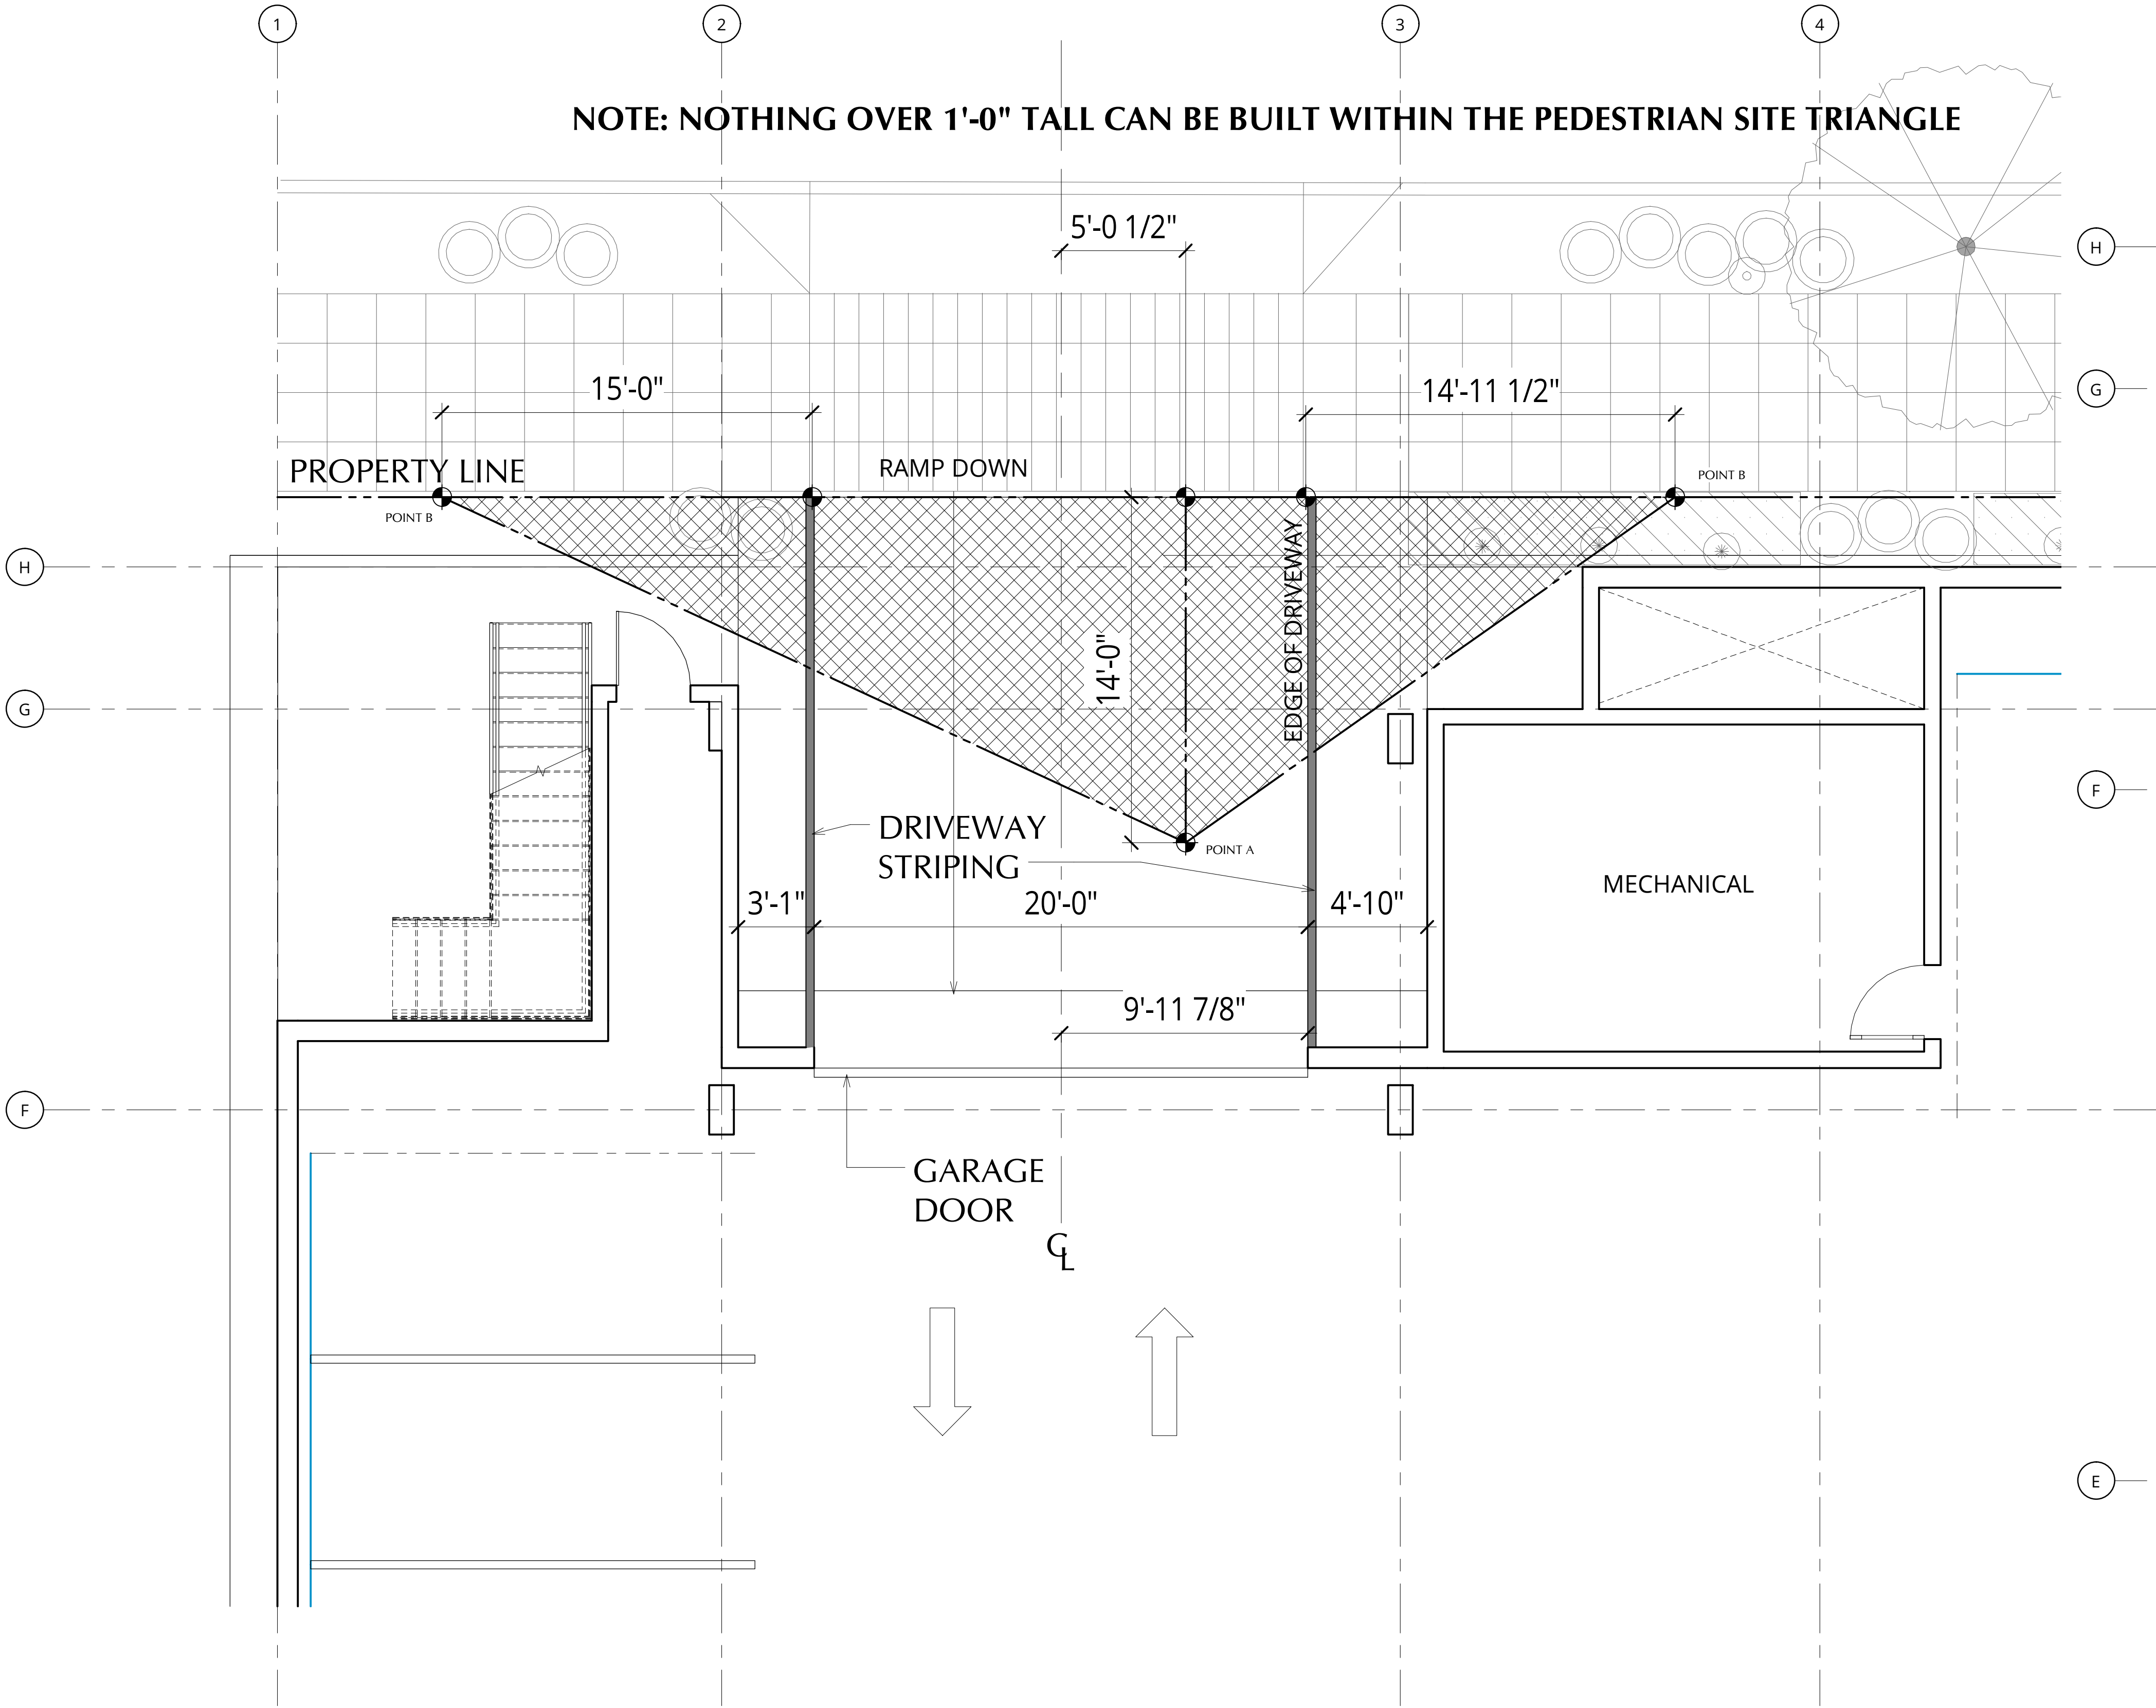 1
2
3
4
NOTE: NOTHING OVER 1'-0" TALL CAN BE BUILT WITHIN THE PEDESTRIAN SITE TRIANGLE
5'-0 1/2"
H
G
15'-0"
14'-11 1/2"
PROPERTY LINE
RAMP DOWN
POINT B
POINT B
EDGE OF DRIVEWAY
H
14'-0"
G
F
DRIVEWAY
STRIPING
POINT A
3'-1"
20'-0"
4'-10"
MECHANICAL
9'-11 7/8"
F
GARAGE
DOOR
CL
E